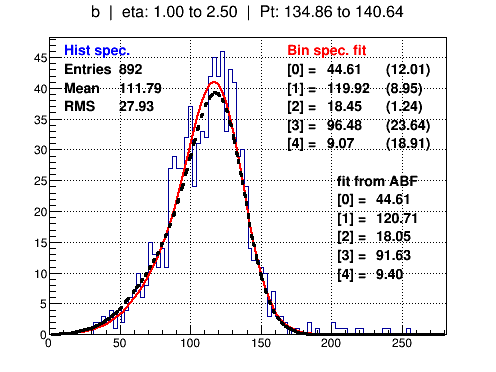 b | eta: 1.00 to 2.50 | Pt: 134.86 to 140.64
Hist spec.
Entries 892
Mean 111.79
RMS 27.93
Bin spec. fit
[0] = 44.61 (12.01)
[1] = 119.92 (8.95)
[2] = 18.45 (1.24)
[3] = 96.48 (23.64)
[4] = 9.07 (18.91)
fit from ABF
[0] = 44.61
[1] = 120.71
[2] = 18.05
[3] = 91.63
[4] = 9.40
45
40
35
30
25
20
15
10
5
0
0 50 100 150 200 250